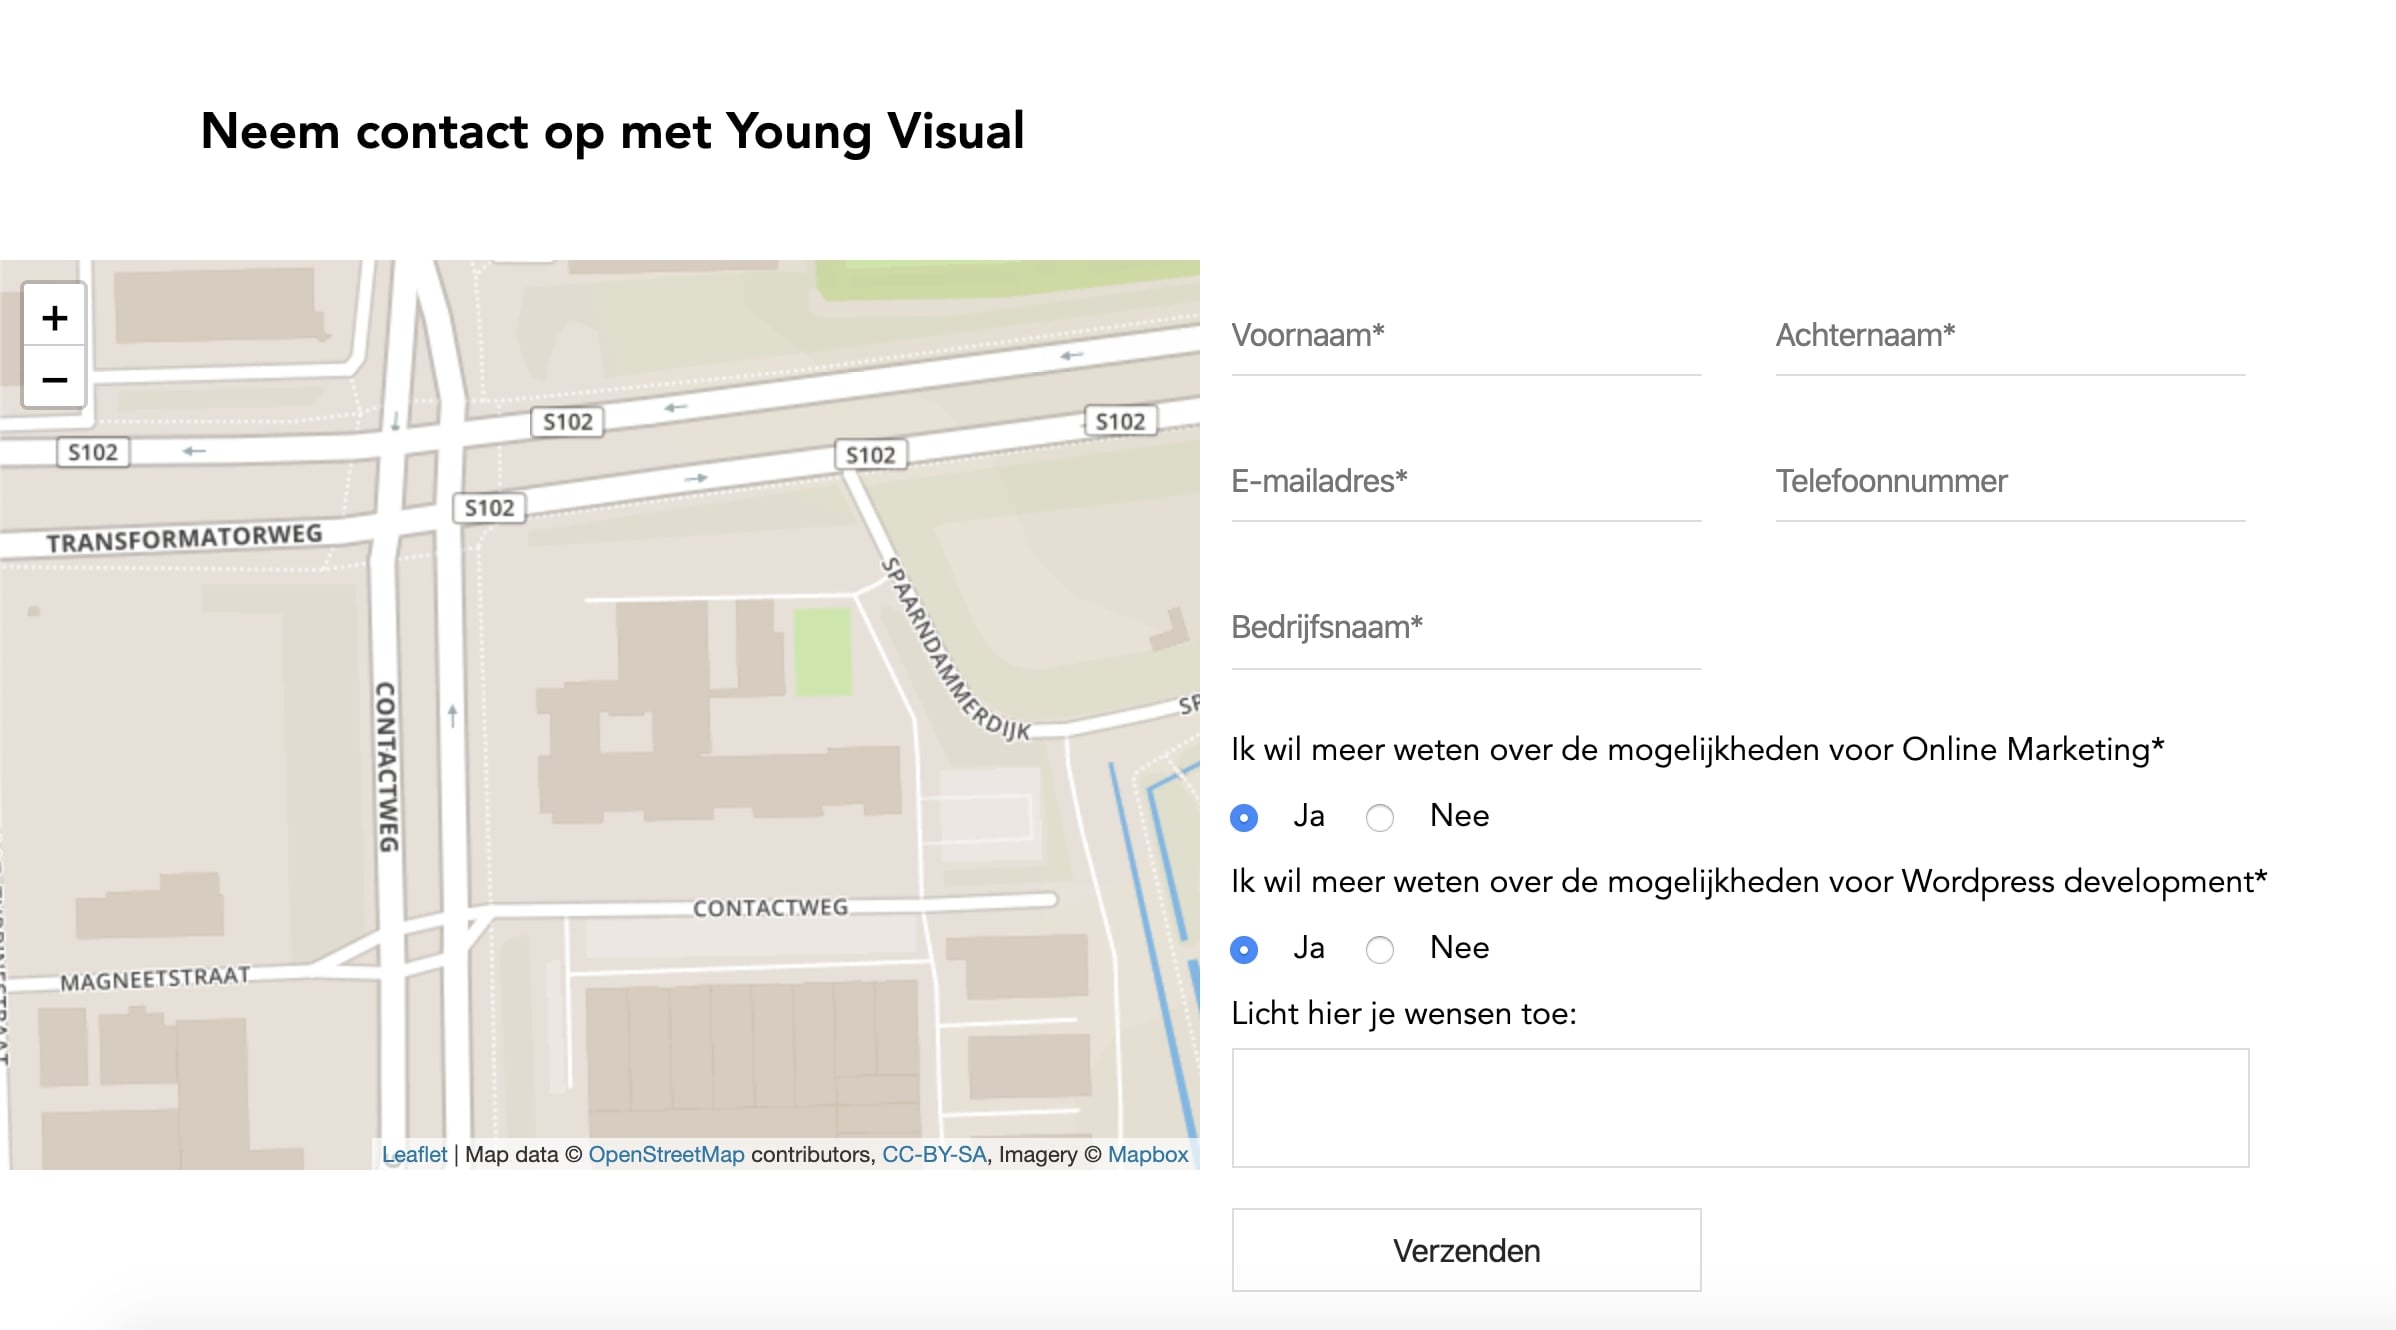 Neem contact op met Young Visual
+
−
S102
S102
S102
S102
S102
TRANSFORMATORWEG
SPAARNDAMMERDIJK
CONTACTWEG
CONTACTWEG
MAGNEETSTRAAT
Leaflet | Map data © OpenStreetMap contributors, CC-BY-SA, Imagery © Mapbox
Voornaam*
Achternaam*
E-mailadres*
Telefoonnummer
Bedrijfsnaam*
Ik wil meer weten over de mogelijkheden voor Online Marketing*
Ja Nee
Ik wil meer weten over de mogelijkheden voor Wordpress development*
Ja Nee
Licht hier je wensen toe:
Verzenden